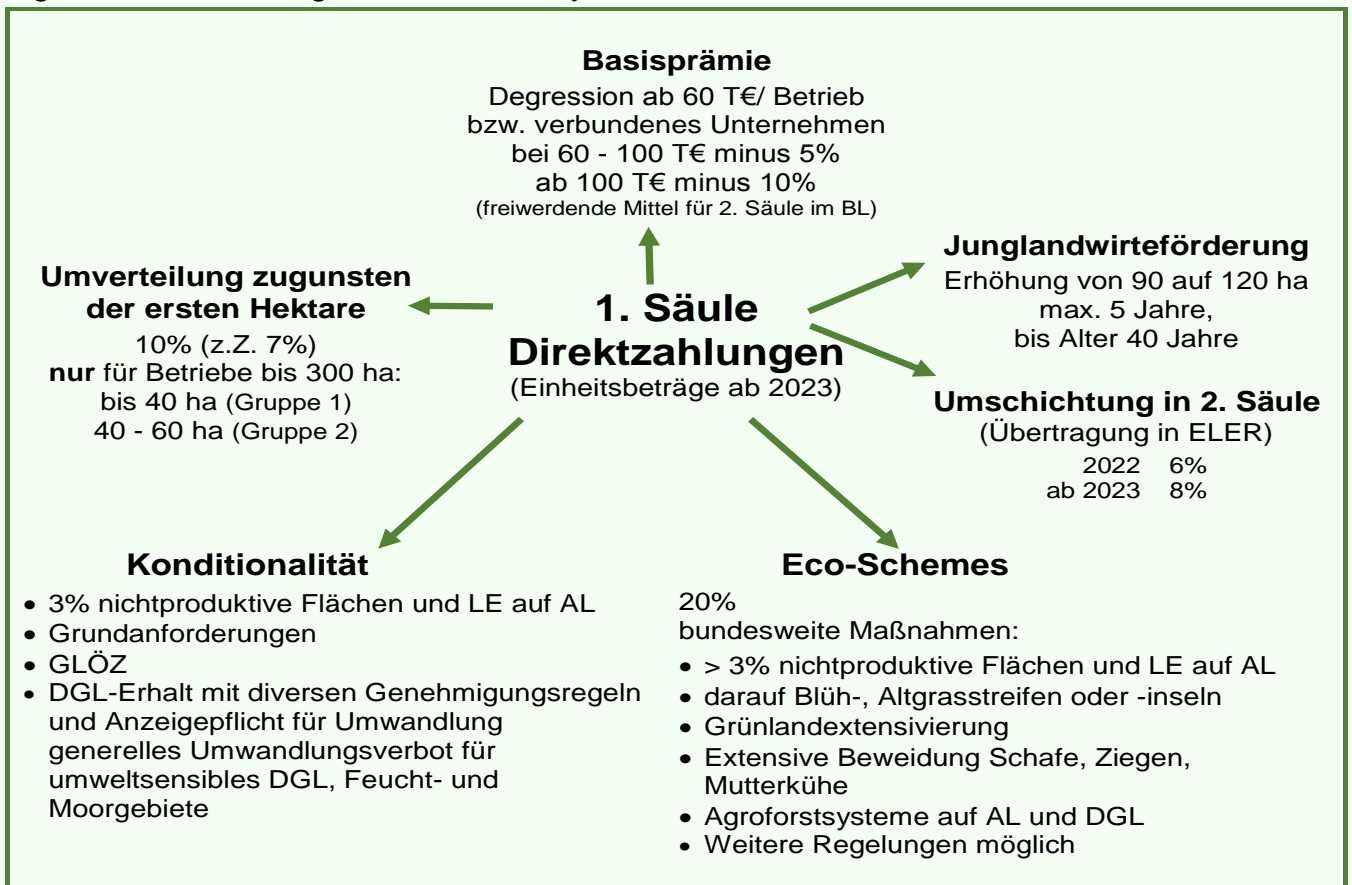 Basisprämie
Degression ab 60 T€/ Betrieb
bzw. verbundenes Unternehmen
bei 60 - 100 T€ minus 5%
ab 100 T€ minus 10%
(freiwerdende Mittel für 2. Säule im BL)
Umverteilung zugunsten
der ersten Hektare
10% (z.Z. 7%)
nur für Betriebe bis 300 ha:
bis 40 ha (Gruppe 1)
40 - 60 ha (Gruppe 2)
1. Säule
Direktzahlungen
(Einheitsbeträge ab 2023)
Junglandwirteförderung
Erhöhung von 90 auf 120 ha
max. 5 Jahre,
bis Alter 40 Jahre
Umschichtung in 2. Säule
(Übertragung in ELER)
2022 6%
ab 2023 8%
Konditionalität
• 3% nichtproduktive Flächen und LE auf AL
• Grundanforderungen
• GLÖZ
• DGL-Erhalt mit diversen Genehmigungsregeln
und Anzeigepflicht für Umwandlung
generelles Umwandlungsverbot für
umweltsensibles DGL, Feucht- und
Moorgebiete
Eco-Schemes
20%
bundesweite Maßnahmen:
• > 3% nichtproduktive Flächen und LE auf AL
• darauf Blüh-, Altgrasstreifen oder -inseln
• Grünlandextensivierung
• Extensive Beweidung Schafe, Ziegen,
Mutterkühe
• Agroforstsysteme auf AL und DGL
• Weitere Regelungen möglich